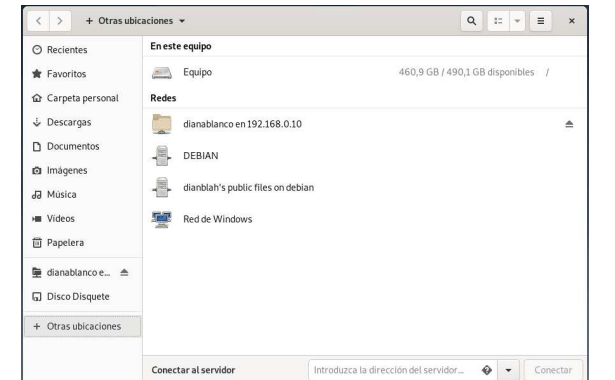 + Otras ubicaciones
Recientes
Favoritos
Carpeta personal
Descargas
Documentos
Imágenes
Música
Vídeos
Papelera
dianablanco e...
Disco Disquete
+ Otras ubicaciones
En este equipo
Equipo 460,9 GB / 490,1 GB disponibles /
Redes
dianablanco en 192.168.0.10
DEBIAN
dianblah's public files on debian
Red de Windows
Conectar al servidor Introduzca la dirección del servidor... Conectar